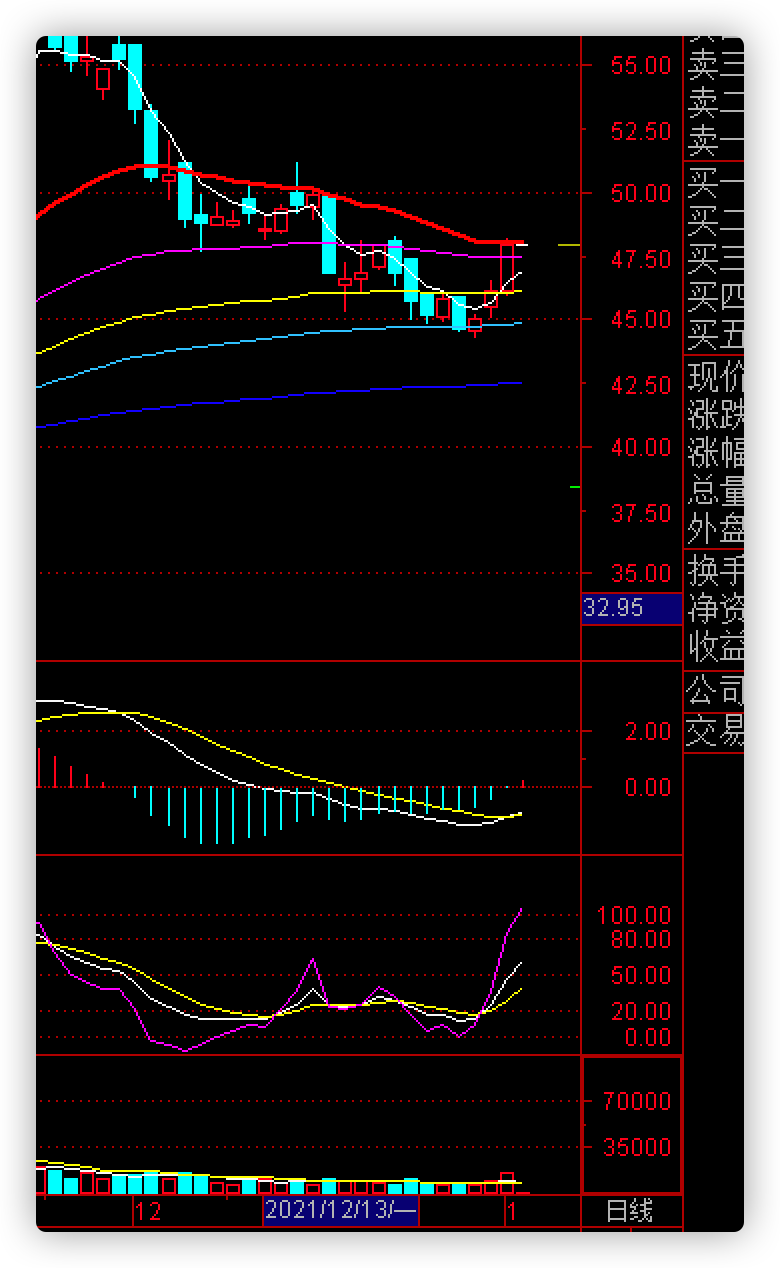 55.00
52.50
50.00
47.50
45.00
42.50
40.00
37.50
35.00
32.95
2.00
0.00
100.00
80.00
50.00
20.00
0.00
70000
35000
12
2021/12/13/一
1
日线
卖三
卖二
卖一
买一
买二
买三
买四
买五
现价
涨跌
涨幅
总量
外盘
换手
净资
收益
公司
交易